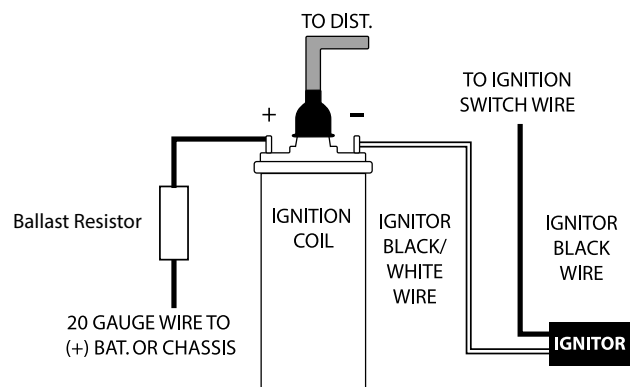 TO DIST.
TO IGNITION
SWITCH WIRE
+
–
Ballast Resistor
IGNITION
COIL
IGNITOR
BLACK/
WHITE
WIRE
IGNITOR
BLACK
WIRE
20 GAUGE WIRE TO
(+) BAT. OR CHASSIS
IGNITOR